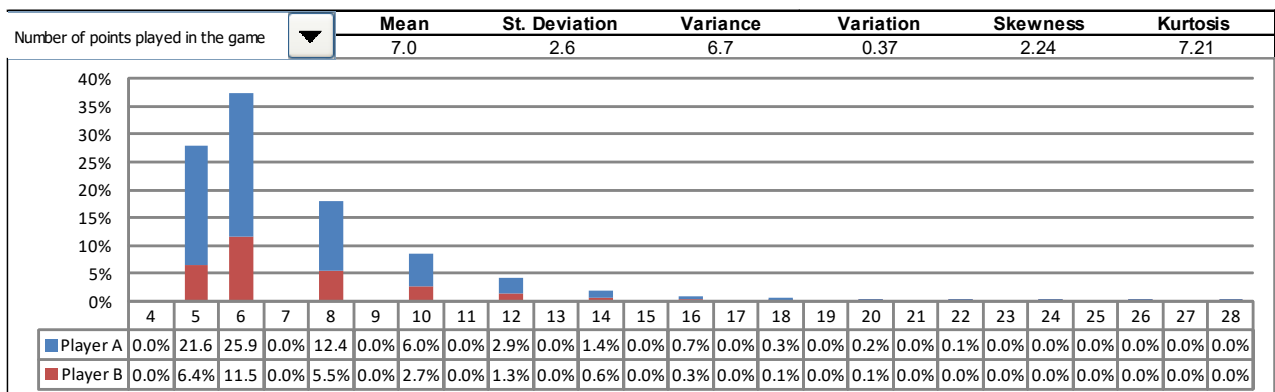 Mean St. Deviation Variance Variation Skewness Kurtosis
Number of points played in the game
7.0 2.6 6.7 0.37 2.24 7.21
40%
35%
30%
25%
20%
15%
10%
5%
0%
4 5 6 7 8 9 10 11 12 13 14 15 16 17 18 19 20 21 22 23 24 25 26 27 28
Player A 0.0% 21.6 25.9 0.0% 12.4 0.0% 6.0% 0.0% 2.9% 0.0% 1.4% 0.0% 0.7% 0.0% 0.3% 0.0% 0.2% 0.0% 0.1% 0.0% 0.0% 0.0% 0.0% 0.0% 0.0%
Player B 0.0% 6.4% 11.5 0.0% 5.5% 0.0% 2.7% 0.0% 1.3% 0.0% 0.6% 0.0% 0.3% 0.0% 0.1% 0.0% 0.1% 0.0% 0.0% 0.0% 0.0% 0.0% 0.0% 0.0% 0.0%